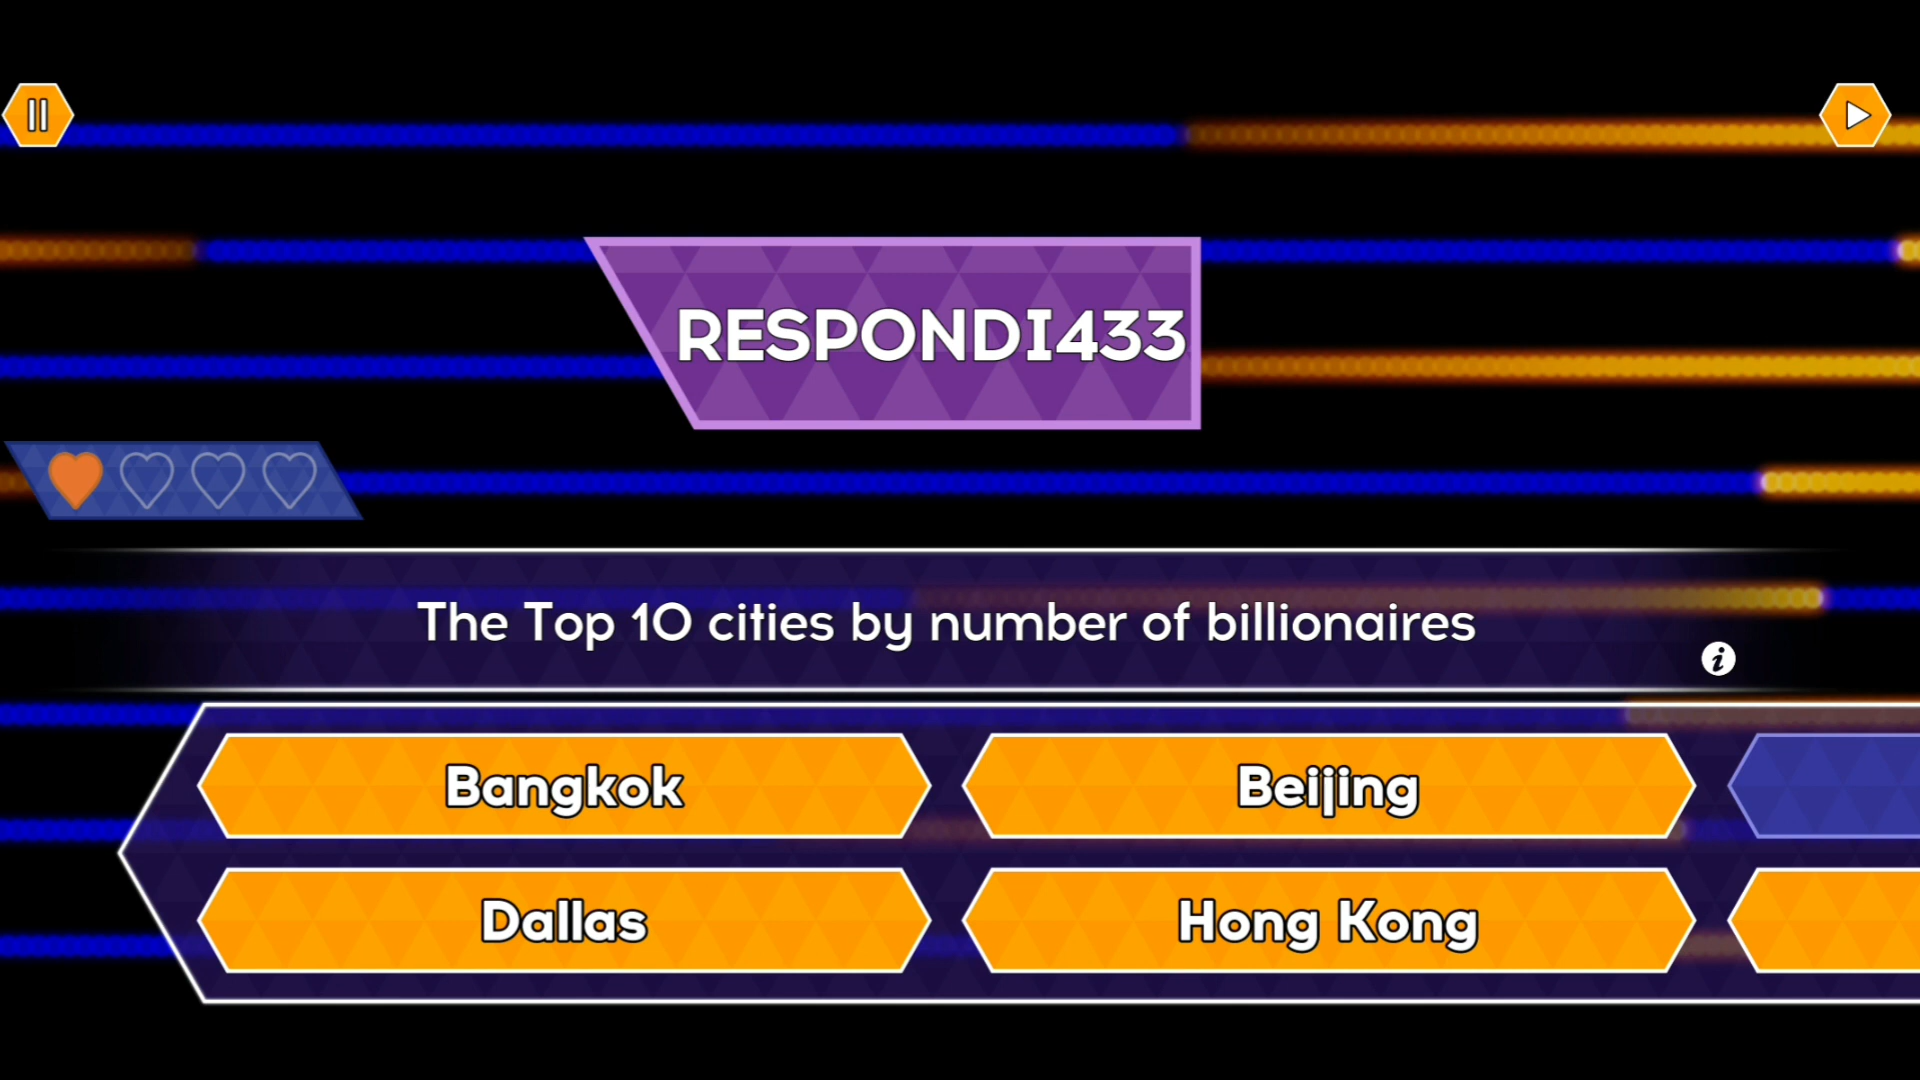 RESPONDI433
The Top 10 cities by number of billionaires
i
Bangkok
Beijing
Dallas
Hong Kong